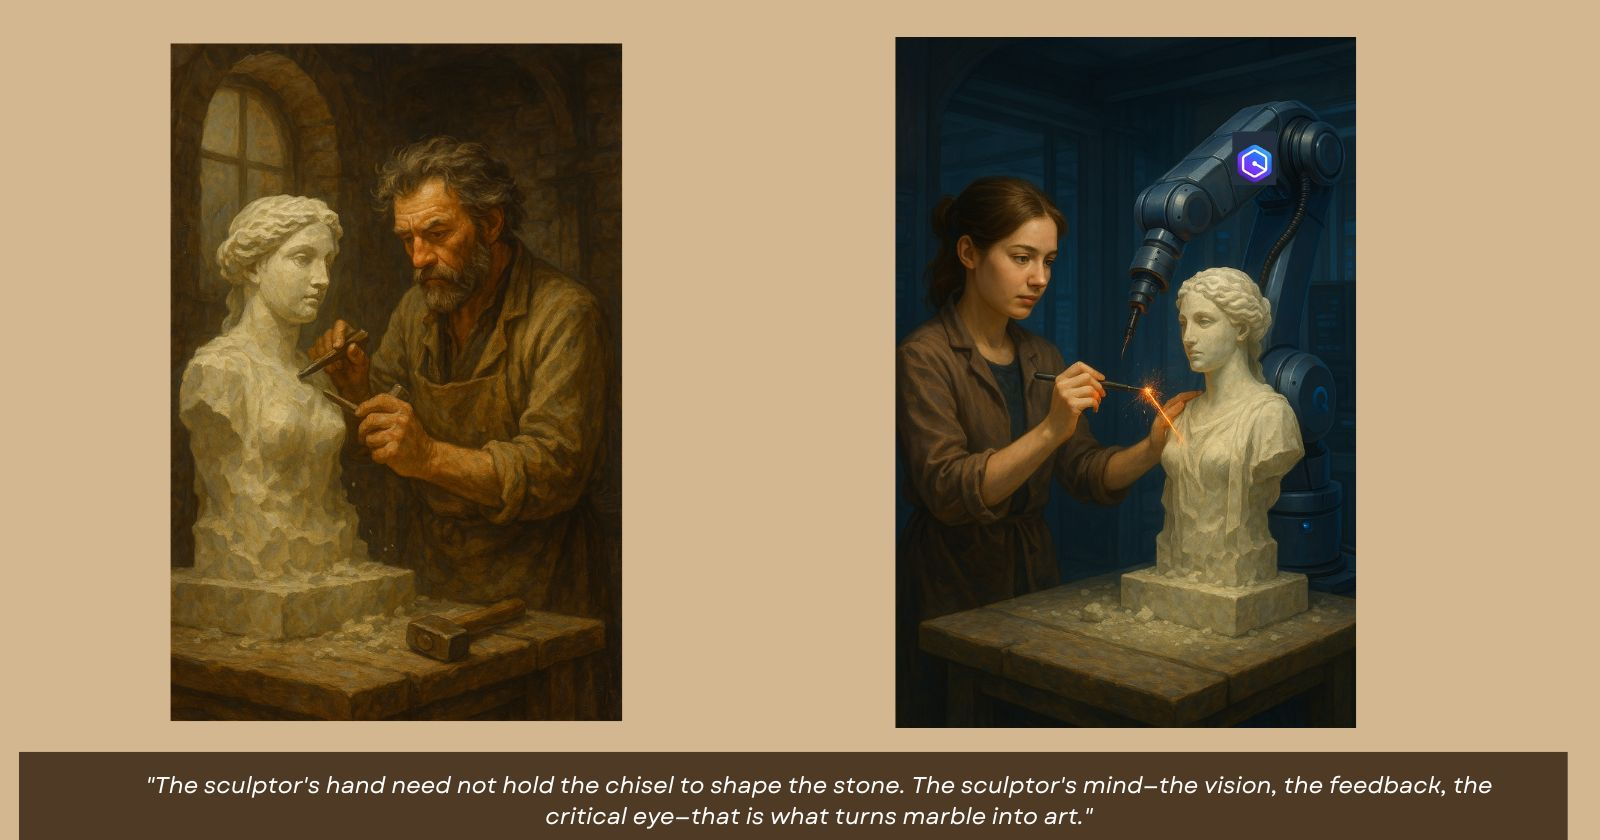 "The sculptor's hand need not hold the chisel to shape the stone. The sculptor's mind—the vision, the feedback, the
critical eye—that is what turns marble into art."